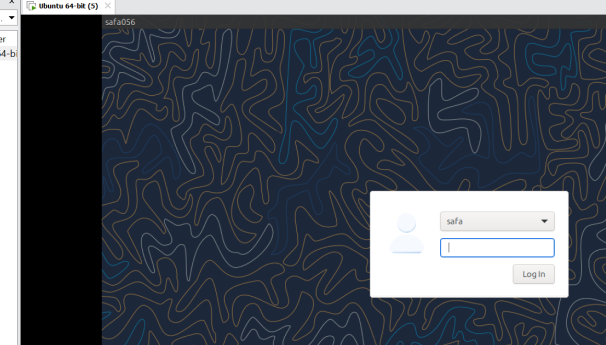 Ubuntu 64-bit (5)
safa056
er
64-bi
safa
Log In